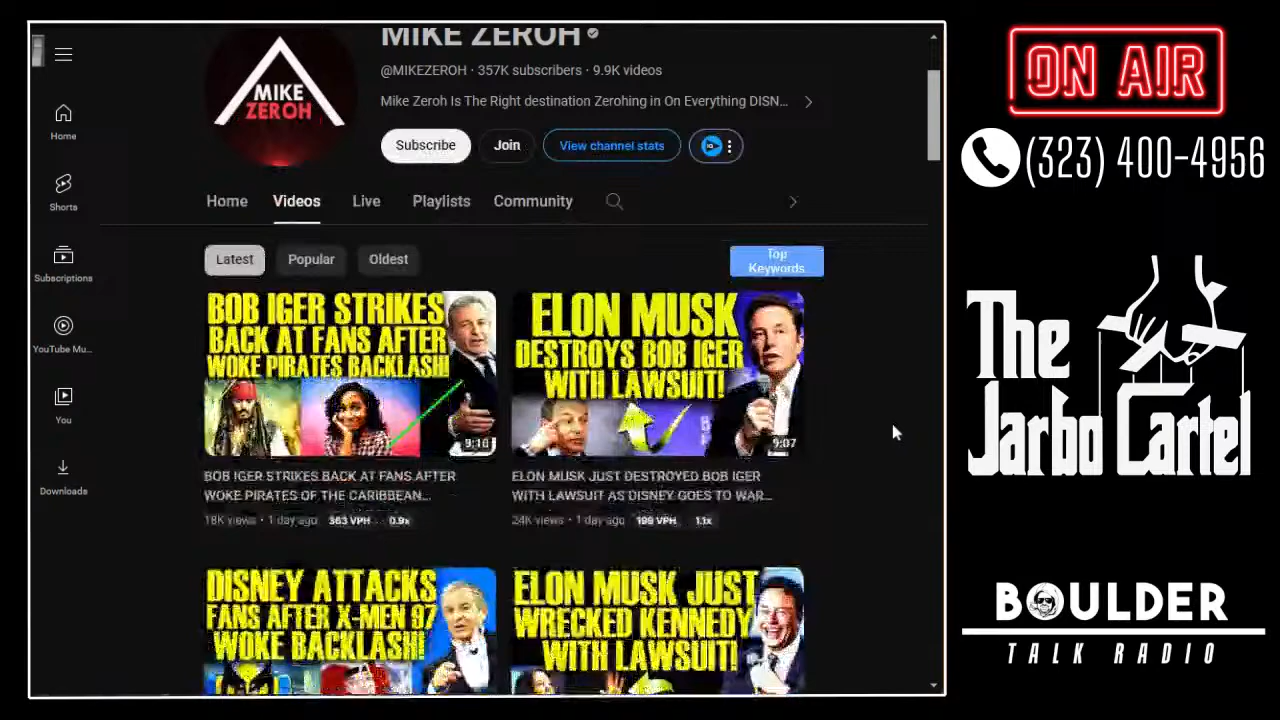 MIKE ZEROH
@MIKEZEROH · 357K subscribers · 9.9K videos
Mike Zeroh Is The Right destination Zerohing in On Everything DISN...
MIKE
ZEROH
Subscribe
Join
View channel stats
Home
Shorts
Subscriptions
YouTube Mu...
You
Downloads
Home
Videos
Live
Playlists
Community
Latest
Popular
Oldest
Top
Keywords
BOB IGER STRIKES
BACK AT FANS AFTER
WOKE PIRATES BACKLASH!
9:16
BOB IGER STRIKES BACK AT FANS AFTER
WOKE PIRATES OF THE CARIBBEAN...
18K views · 1 day ago 363 VPH 0.9x
ELON MUSK
DESTROYS BOB IGER
WITH LAWSUIT!
9:07
ELON MUSK JUST DESTROYED BOB IGER
WITH LAWSUIT AS DISNEY GOES TO WAR...
24K views · 1 day ago 199 VPH 1.1x
DISNEY ATTACKS
FANS AFTER X-MEN 97
WOKE BACKLASH!
ELON MUSK JUST
WRECKED KENNEDY
WITH LAWSUIT!
ON AIR
(323) 400-4956
The
Jarbo Cartel
BOULDER
TALK RADIO